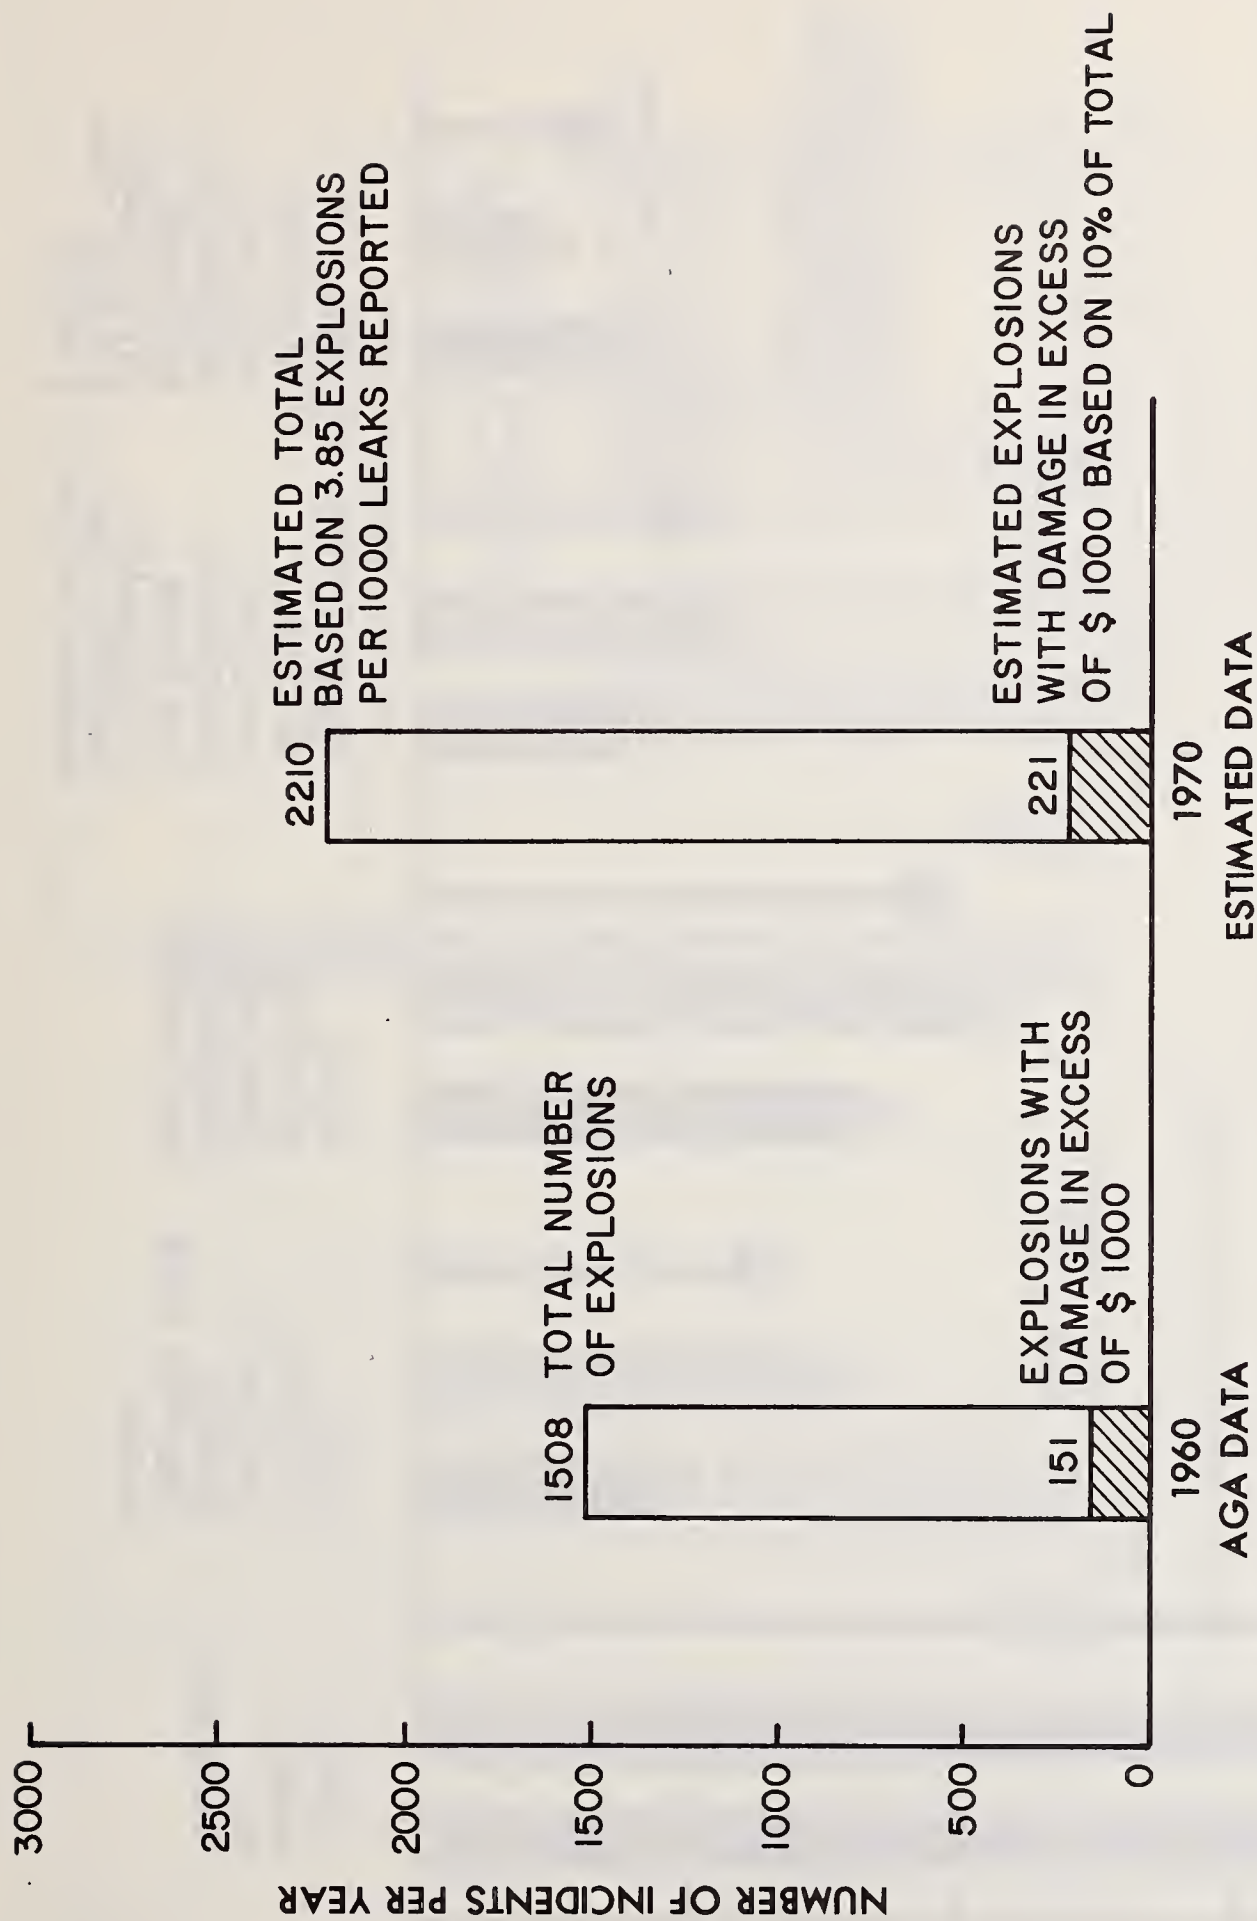 NUMBER OF INCIDENTS PER YEAR
3000
2500
2000
1500
1000
500
0
1508
TOTAL NUMBER
OF EXPLOSIONS
151
EXPLOSIONS WITH
DAMAGE IN EXCESS
OF $ 1000
1960
AGA DATA
2210
ESTIMATED TOTAL
BASED ON 3.85 EXPLOSIONS
PER 1000 LEAKS REPORTED
221
ESTIMATED EXPLOSIONS
WITH DAMAGE IN EXCESS
OF $ 1000 BASED ON 10% OF TOTAL
1970
ESTIMATED DATA